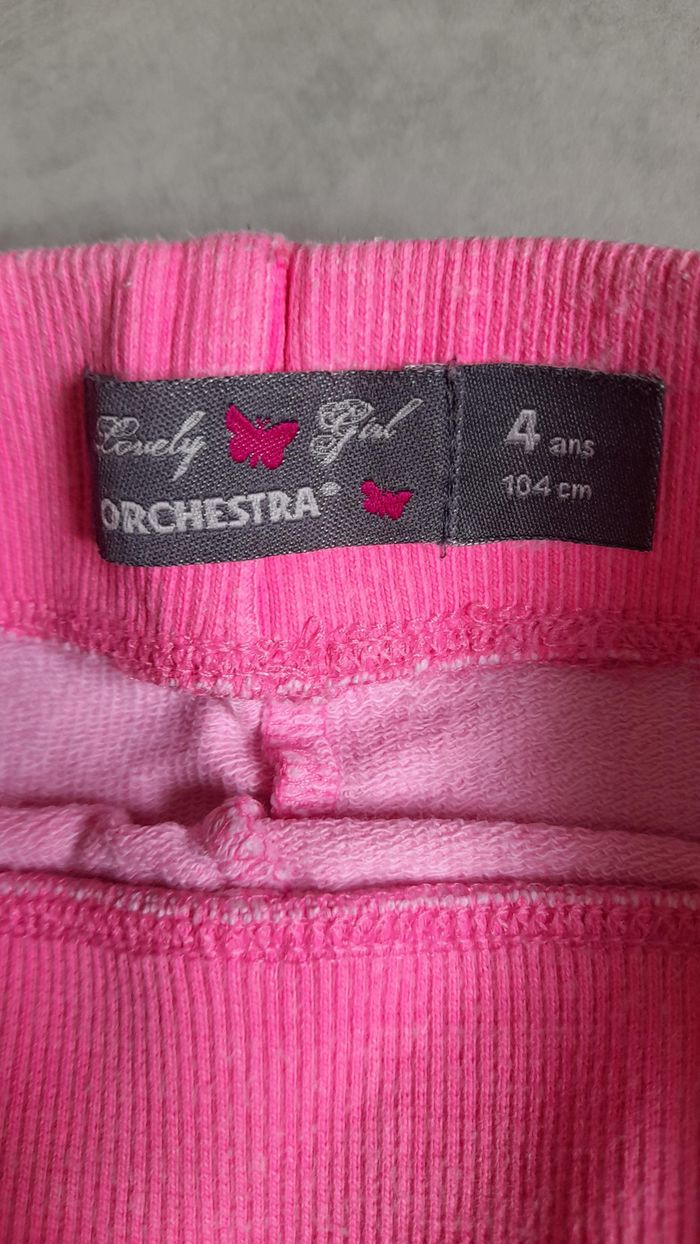 Lovely Girl
ORCHESTRA®
4 ans
104 cm